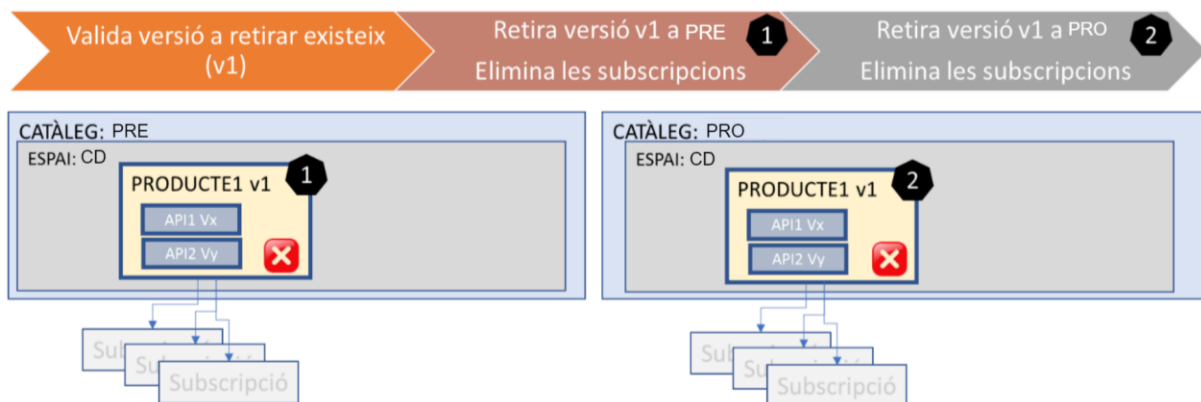 Valida versió a retirar existeix
(v1)
Retira versió v1 a PRE
1
Elimina les subscripcions
Retira versió v1 a PRO
2
Elimina les subscripcions
CATÀLEG: PRE
ESPAI: CD
1
PRODUCTE1 v1
API1 Vx
API2 Vy
Subscripció
CATÀLEG: PRO
ESPAI: CD
2
PRODUCTE1 v1
API1 Vx
API2 Vy
Subscripció